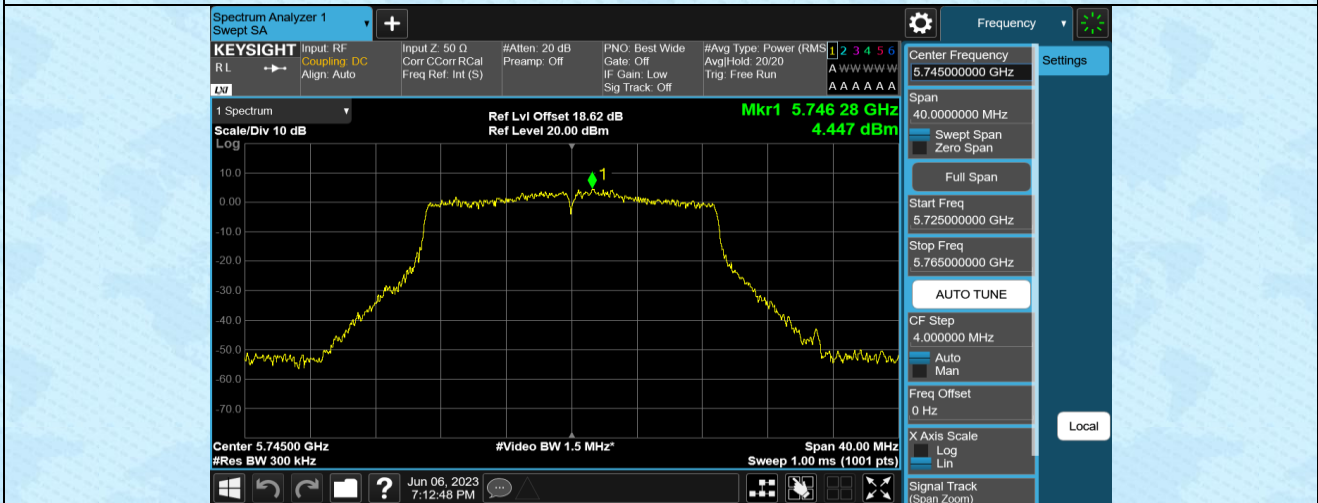 Spectrum Analyzer 1
Swept SA
+
Frequency
KEYSIGHT
RL
LXI
Input: RF
Coupling: DC
Align: Auto
Input Z: 50 Ω
Corr CCorr RCal
Freq Ref: Int (S)
#Atten: 20 dB
Preamp: Off
PNO: Best Wide
Gate: Off
IF Gain: Low
Sig Track: Off
#Avg Type: Power (RMS
Avg|Hold: 20/20
Trig: Free Run
1 2 3 4 5 6
A W W W W W
A A A A A A
1 Spectrum
Scale/Div 10 dB
Log
Ref Lvl Offset 18.62 dB
Ref Level 20.00 dBm
Mkr1 5.746 28 GHz
4.447 dBm
1
10.0
0.00
-10.0
-20.0
-30.0
-40.0
-50.0
-60.0
-70.0
Center 5.74500 GHz
#Res BW 300 kHz
#Video BW 1.5 MHz*
Span 40.00 MHz
Sweep 1.00 ms (1001 pts)
?
Jun 06, 2023
7:12:48 PM
Center Frequency
5.745000000 GHz
Settings
Span
40.0000000 MHz
Swept Span
Zero Span
Full Span
Start Freq
5.725000000 GHz
Stop Freq
5.765000000 GHz
AUTO TUNE
CF Step
4.000000 MHz
Auto
Man
Freq Offset
0 Hz
Local
X Axis Scale
Log
Lin
Signal Track
(Span Zoom)